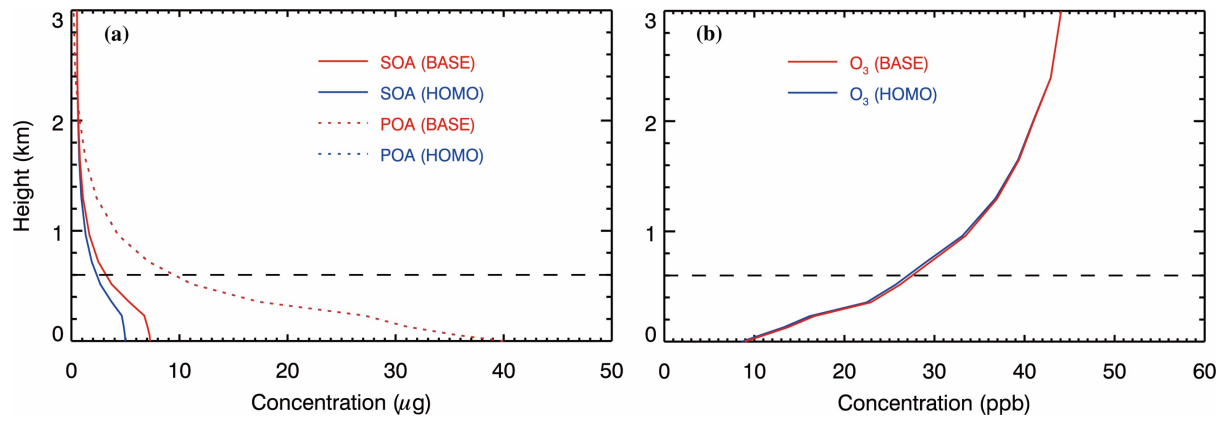 (a)
SOA (BASE)
SOA (HOMO)
POA (BASE)
POA (HOMO)
3
2
1
0
Height (km)
0 10 20 30 40 50
Concentration (μg)
(b)
O₃ (BASE)
O₃ (HOMO)
3
2
1
0
0 10 20 30 40 50 60
Concentration (ppb)